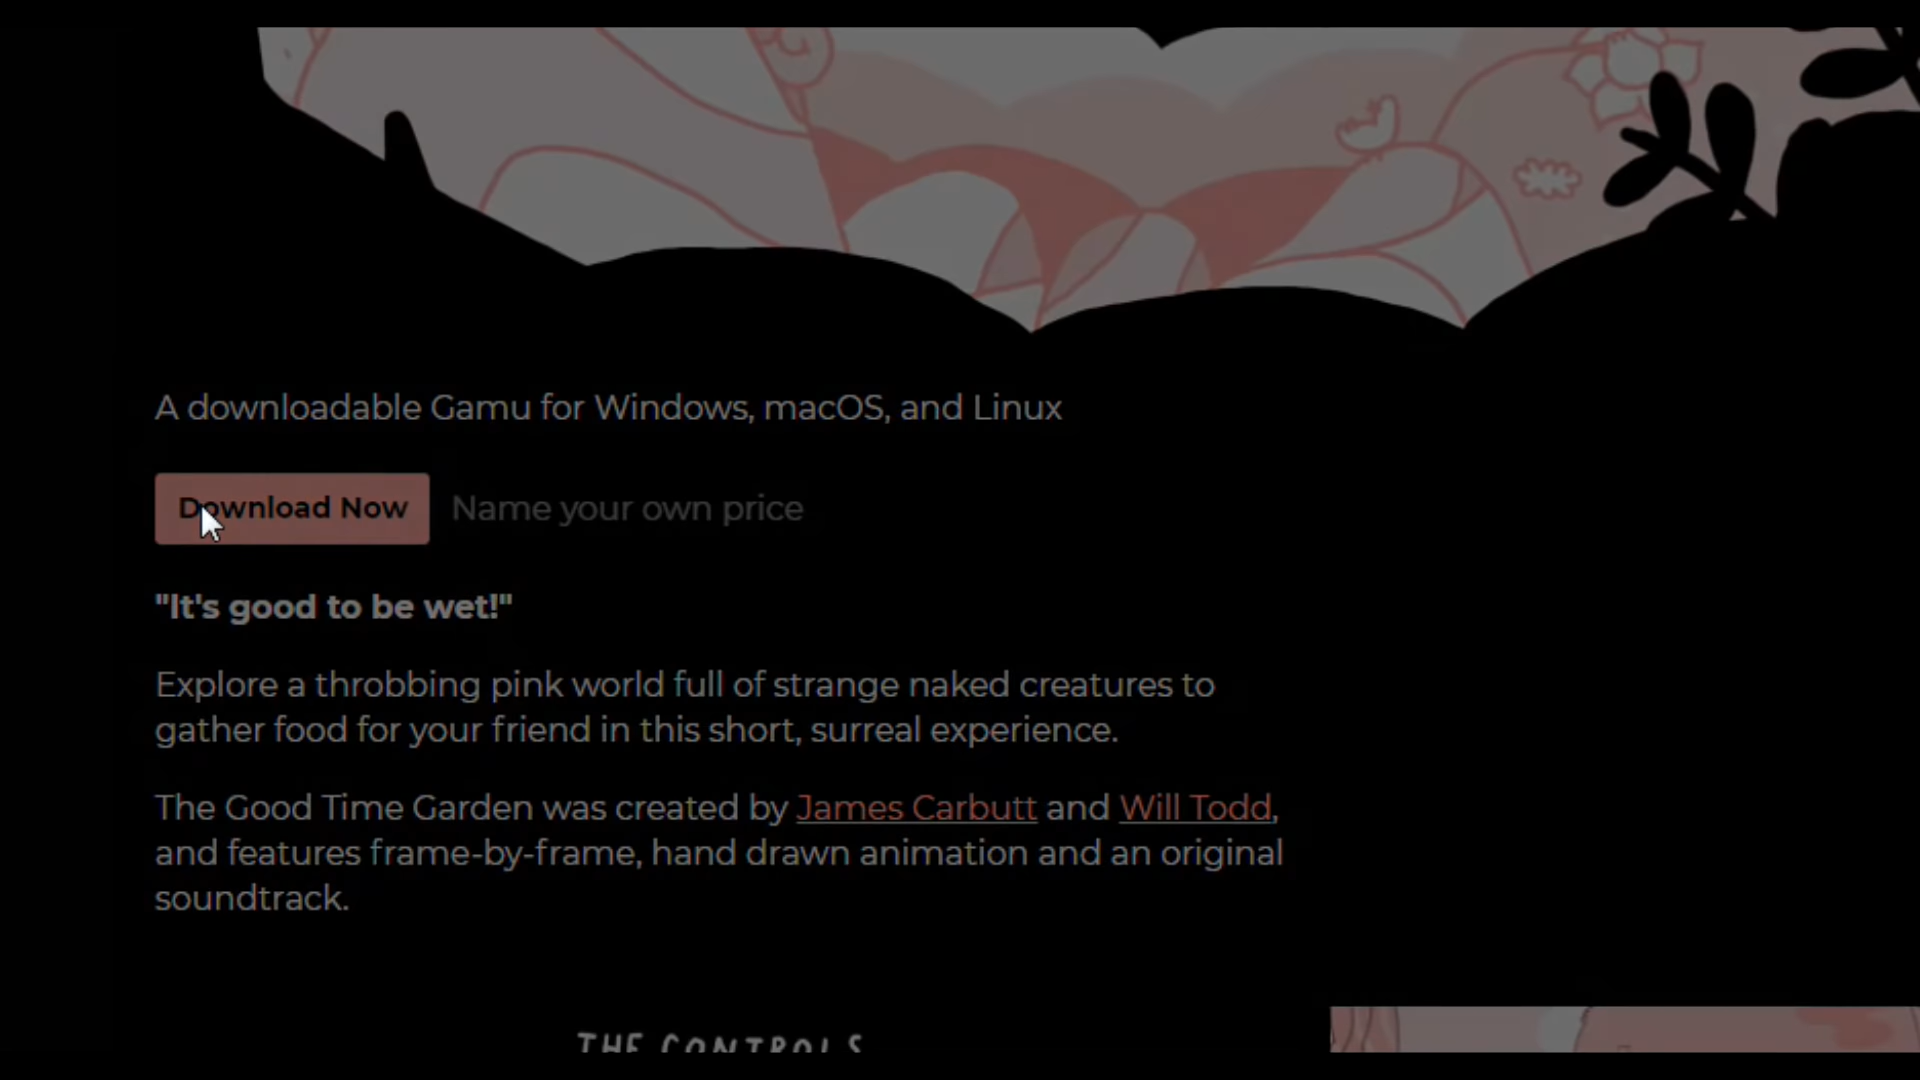 A downloadable Gamu for Windows, macOS, and Linux
Download Now Name your own price
"It's good to be wet!"
Explore a throbbing pink world full of strange naked creatures to
gather food for your friend in this short, surreal experience.
The Good Time Garden was created by James Carbutt and Will Todd,
and features frame-by-frame, hand drawn animation and an original
soundtrack.
THE CONTROLS